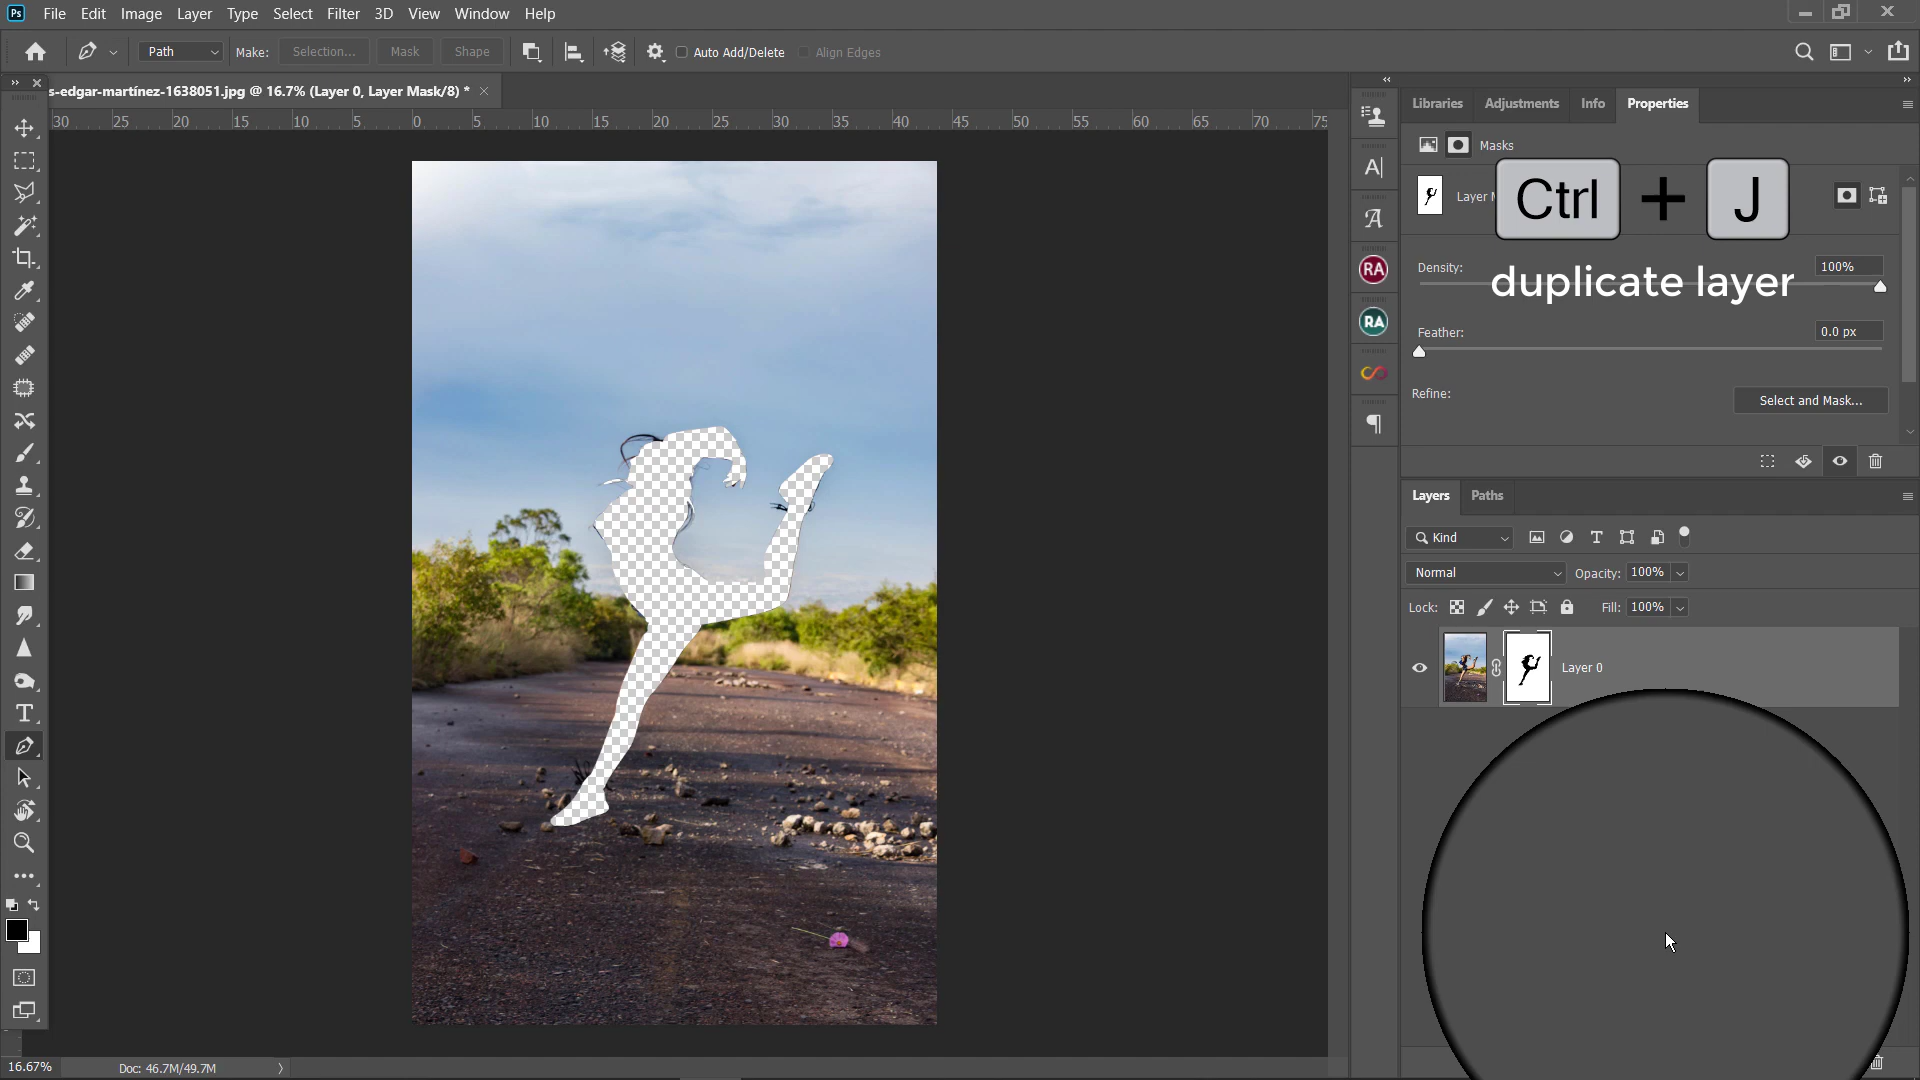 Ps File Edit Image Layer Type Select Filter 3D View Window Help
Path Make: Selection... Mask Shape Auto Add/Delete Align Edges
s-edgar-martínez-1638051.jpg @ 16.7% (Layer 0, Layer Mask/8) *
30 25 20 15 10 5 0 5 10 15 20 25 30 35 40 45 50 55 60 65 70 75
Libraries Adjustments Info Properties
Masks
Layer
Ctrl + J
duplicate layer
Density: 100%
Feather: 0.0 px
Refine:
Select and Mask...
RA
RA
Layers Paths
Kind
Normal Opacity: 100%
Lock: Fill: 100%
Layer 0
16.67% Doc: 46.7M/49.7M